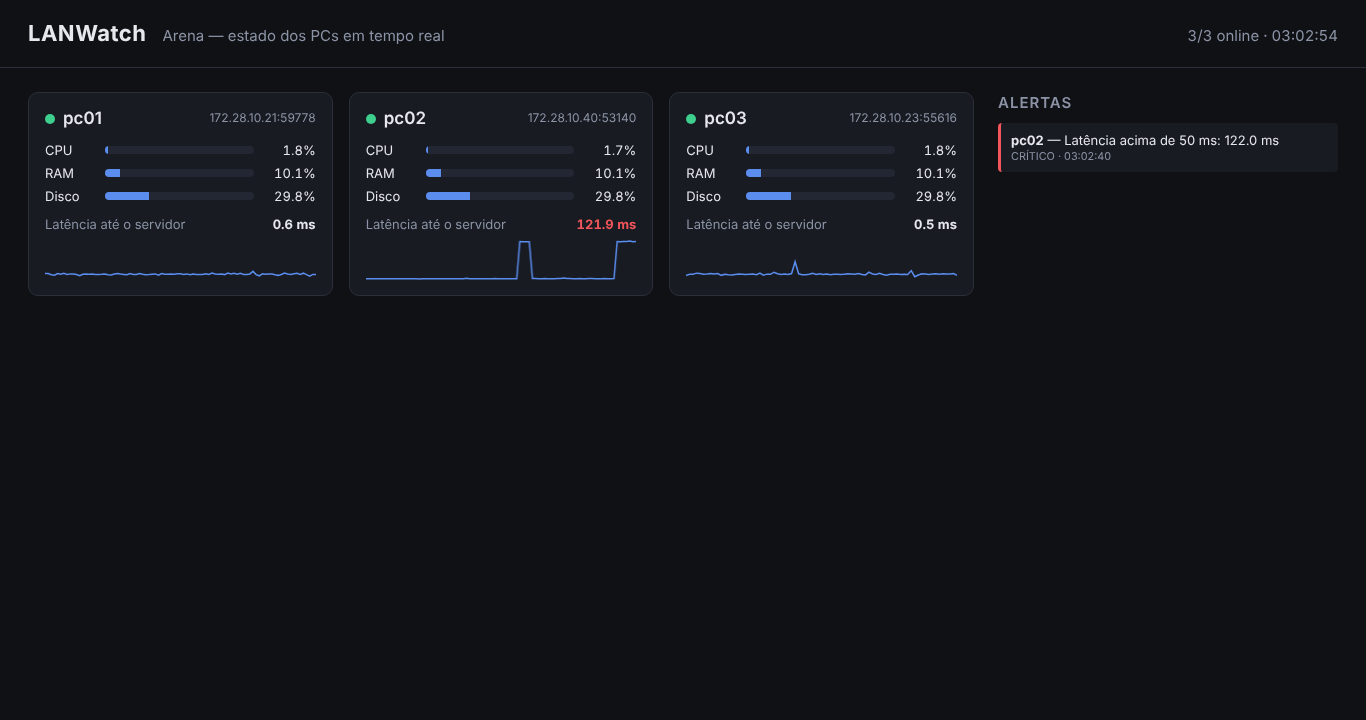 LANWatch Arena — estado dos PCs em tempo real 3/3 online · 03:02:54
pc01 172.28.10.21:59778
CPU 1.8%
RAM 10.1%
Disco 29.8%
Latência até o servidor 0.6 ms
pc02 172.28.10.40:53140
CPU 1.7%
RAM 10.1%
Disco 29.8%
Latência até o servidor 121.9 ms
pc03 172.28.10.23:55616
CPU 1.8%
RAM 10.1%
Disco 29.8%
Latência até o servidor 0.5 ms
ALERTAS
pc02 — Latência acima de 50 ms: 122.0 ms
CRÍTICO · 03:02:40